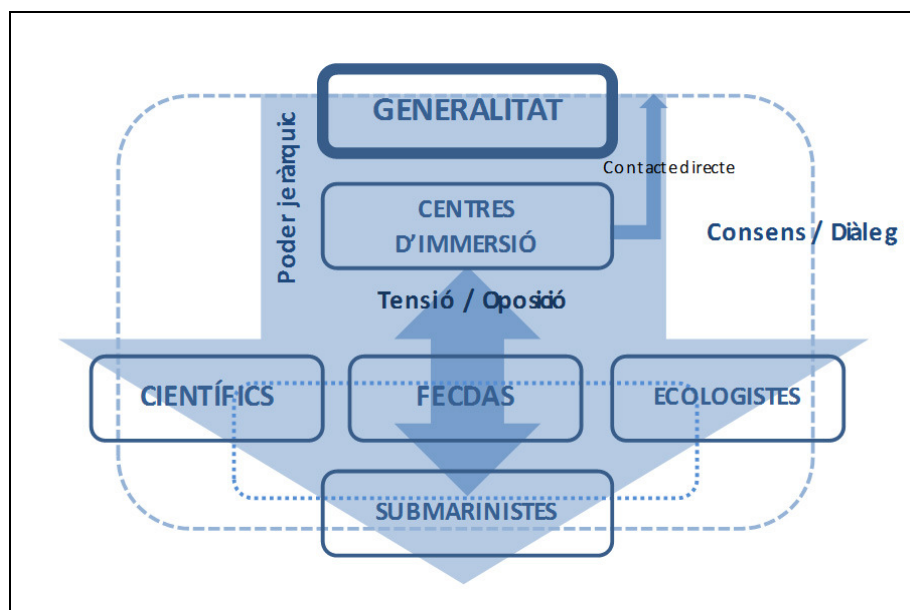 GENERALITAT
Poder jeràrquic
Contacte directe
CENTRES
D'IMMERSIÓ
Consens / Diàleg
Tensió / Oposició
CIENTÍFICS
FECDAS
ECOLOGISTES
SUBMARINISTES